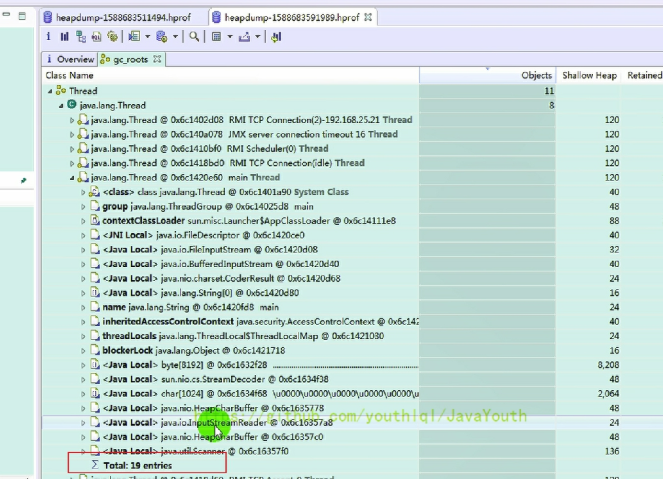 heapdump-1588683511494.hprof heapdump-1588683591989.hprof
i Overview gc_roots
Class Name Objects Shallow Heap Retained
Thread 11
java.lang.Thread 8
java.lang.Thread @ 0x6c1402d08 RMI TCP Connection(2)-192.168.25.21 Thread 120
java.lang.Thread @ 0x6c140a078 JMX server connection timeout 16 Thread 120
java.lang.Thread @ 0x6c1410bf0 RMI Scheduler(0) Thread 120
java.lang.Thread @ 0x6c1418bd0 RMI TCP Connection(idle) Thread 120
java.lang.Thread @ 0x6c1420e60 main Thread 120
<class> class java.lang.Thread @ 0x6c1401a90 System Class 40
group java.lang.ThreadGroup @ 0x6c14025d8 main 48
contextClassLoader sun.misc.Launcher$AppClassLoader @ 0x6c14111e8 88
<JNI Local> java.io.FileDescriptor @ 0x6c1420ce0 40
<Java Local> java.io.FileInputStream @ 0x6c1420d08 32
<Java Local> java.io.BufferedInputStream @ 0x6c1420d40 40
<Java Local> java.nio.charset.CoderResult @ 0x6c1420d68 24
<Java Local> java.lang.String[0] @ 0x6c1420d80 16
name java.lang.String @ 0x6c1420fd8 main 24
inheritedAccessControlContext java.security.AccessControlContext @ 0x6c142 40
threadLocals java.lang.ThreadLocal$ThreadLocalMap @ 0x6c1421080 24
blockerLock java.lang.Object @ 0x6c1421718 16
<Java Local> byte[8192] @ 0x6c1632f28 ........................................ 8,208
<Java Local> sun.nio.cs.StreamDecoder @ 0x6c1634f38 48
<Java Local> char[1024] @ 0x6c1634f68 \u0000\u0000\u0000\u0000\u0000\u0000\u 2,064
<Java Local> java.nio.HeapCharBuffer @ 0x6c1635778 48
https://github.com/youthlql/JavaYouth
<Java Local> java.io.InputStreamReader @ 0x6c16357a8 24
<Java Local> java.nio.HeapCharBuffer @ 0x6c16357c0 48
<Java Local> java.util.Scanner @ 0x6c16357f0 136
Σ Total: 19 entries